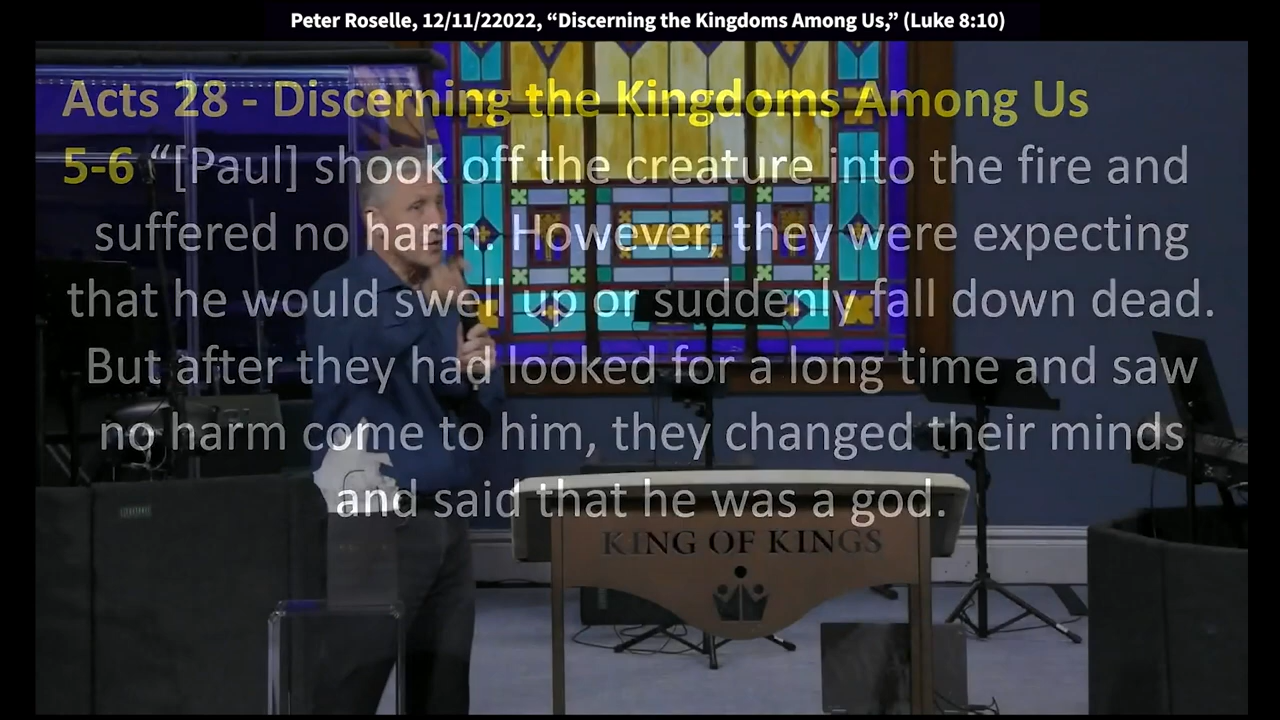 Peter Roselle, 12/11/22022, “Discerning the Kingdoms Among Us,” (Luke 8:10)
Acts 28 - Discerning the Kingdoms Among Us
5-6 “[Paul] shook off the creature into the fire and
suffered no harm. However, they were expecting
that he would swell up or suddenly fall down dead.
But after they had looked for a long time and saw
no harm come to him, they changed their minds
and said that he was a god.
KING OF KINGS